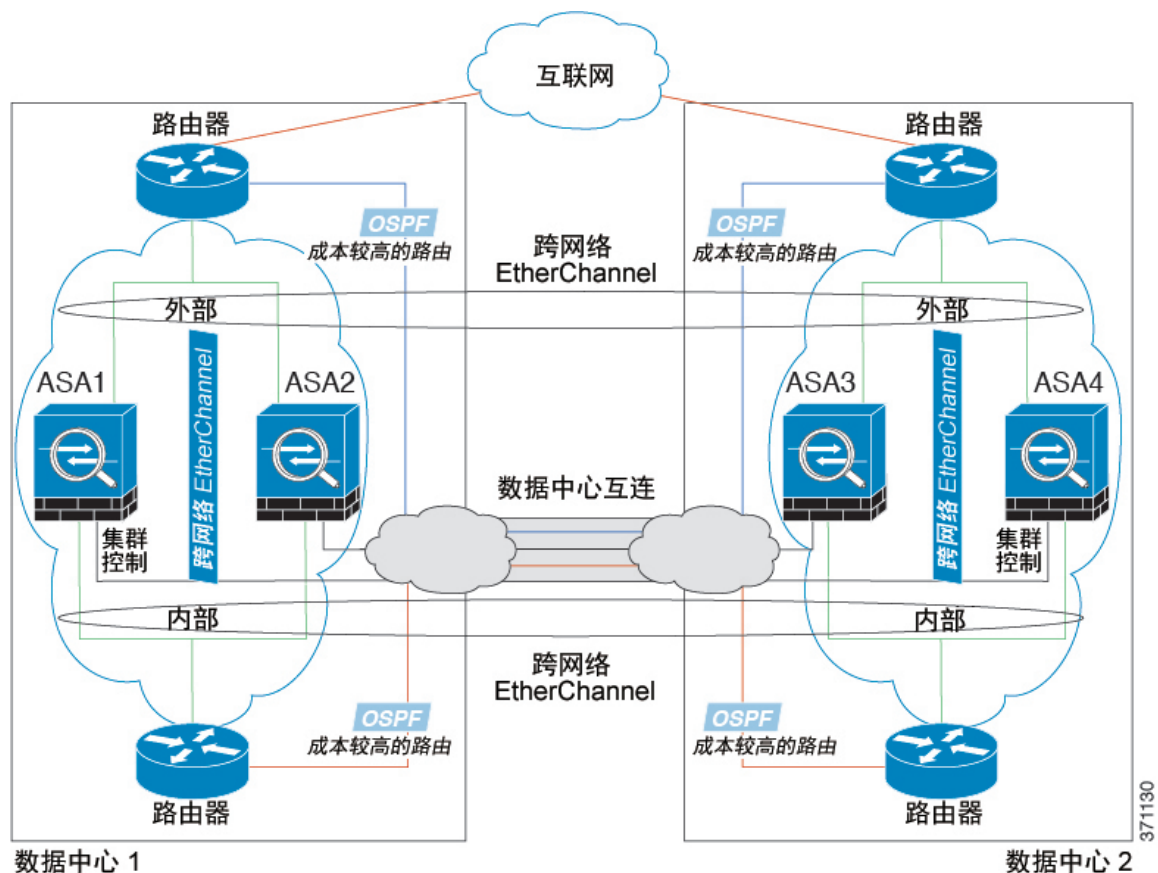 互联网
路由器
路由器
OSPF
成本较高的路由
OSPF
成本较高的路由
跨网络
EtherChannel
外部
外部
ASA1
ASA2
ASA3
ASA4
跨网络 EtherChannel
跨网络 EtherChannel
数据中心互连
集群
控制
集群
控制
内部
内部
跨网络
EtherChannel
OSPF
成本较高的路由
OSPF
成本较高的路由
路由器
路由器
371130
数据中心 1
数据中心 2